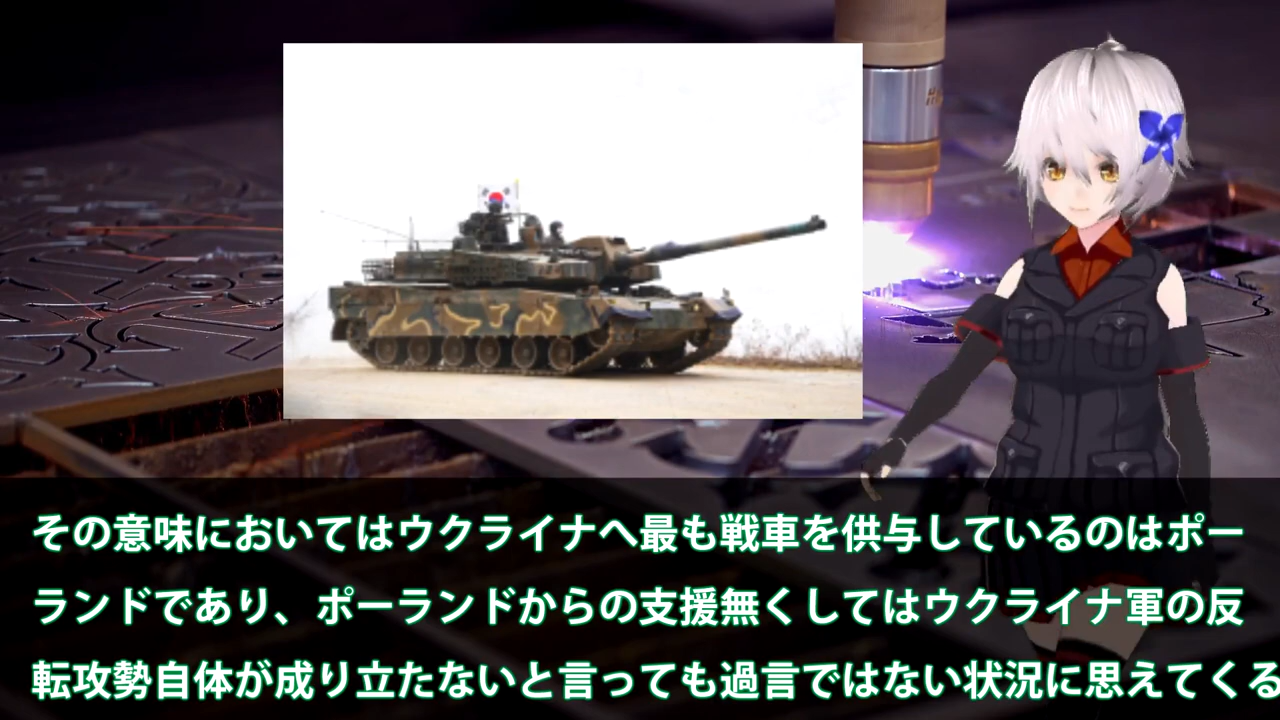 その意味においてはウクライナへ最も戦車を供与しているのはポー
ランドであり、ポーランドからの支援無くしてはウクライナ軍の反
転攻勢自体が成り立たないと言っても過言ではない状況に思えてくる